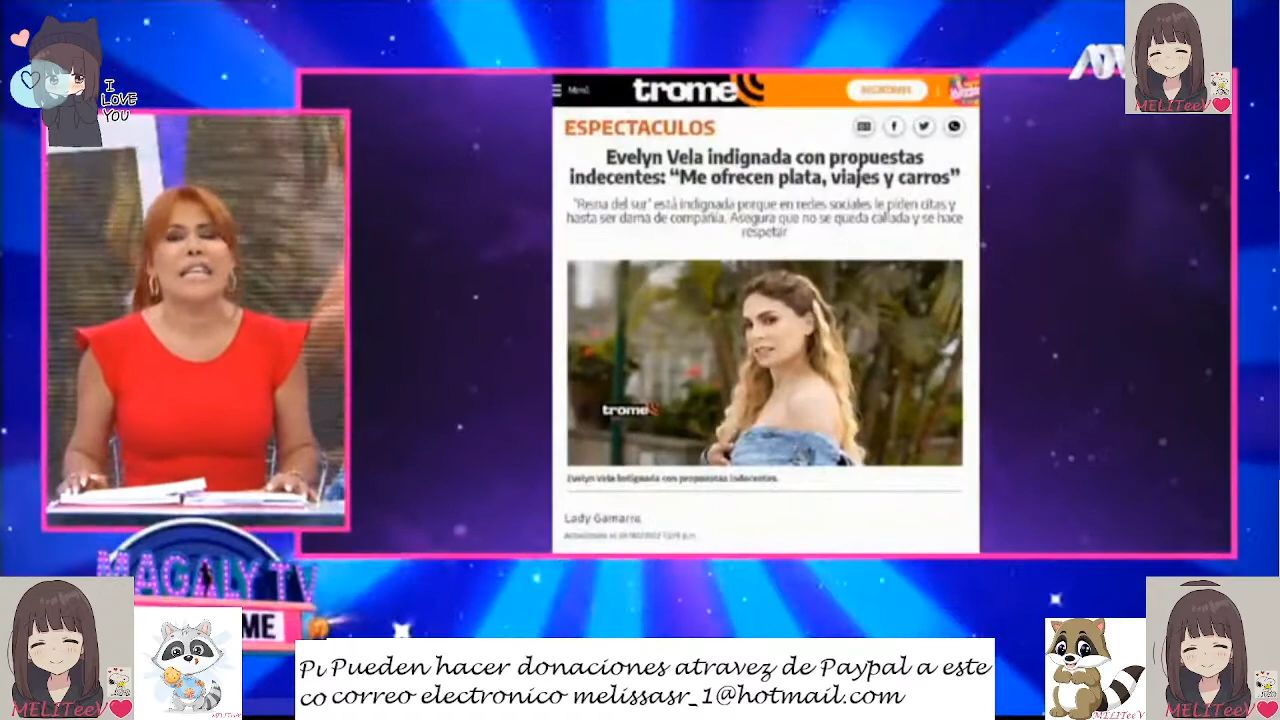 I
LOVE
YOU
MELITeeV
Menú
trome
ESPECTACULOS
Evelyn Vela indignada con propuestas
indecentes: “Me ofrecen plata, viajes y carros”
'Reina del sur' está indignada porque en redes sociales le piden citas y
hasta ser dama de compañía. Asegura que no se queda callada y se hace
respetar
trome
Evelyn Vela indignada con propuestas indecentes.
Lady Gamarra
MAGALY TV
ME
MELITeeV
MELITeeV
MELITeeV
MELITeeV
Pu Pueden hacer donaciones atravez de Paypal a este
co correo electronico melissasr_1@hotmail.com